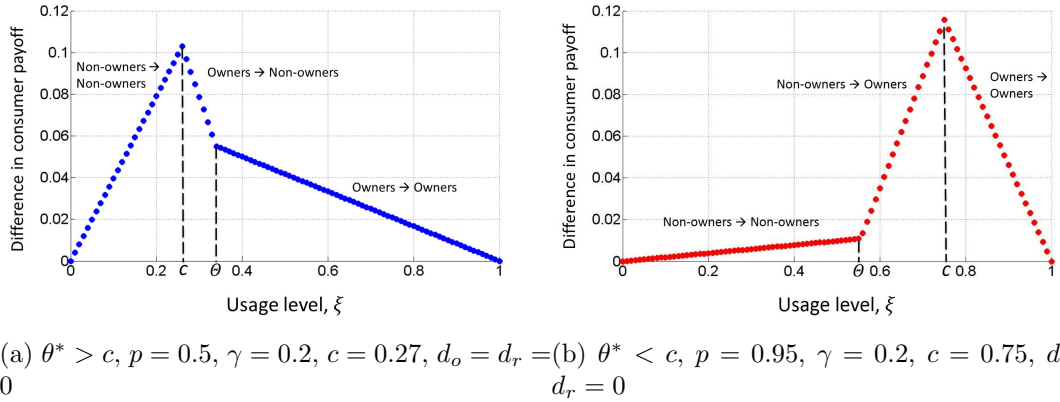 0.12
0.1
0.08
0.06
0.04
0.02
0
Difference in consumer payoff
Non-owners →
Non-owners
Owners → Non-owners
Owners → Owners
0 0.2 c θ 0.4 0.6 0.8 1
Usage level, ξ
0.12
0.1
0.08
0.06
0.04
0.02
0
Difference in consumer payoff
Non-owners → Owners
Owners →
Owners
Non-owners → Non-owners
0 0.2 0.4 θ 0.6 c 0.8 1
Usage level, ξ
(a) θ* > c, p = 0.5, γ = 0.2, c = 0.27, d_o = d_r =
0
(b) θ* < c, p = 0.95, γ = 0.2, c = 0.75, d
d_r = 0